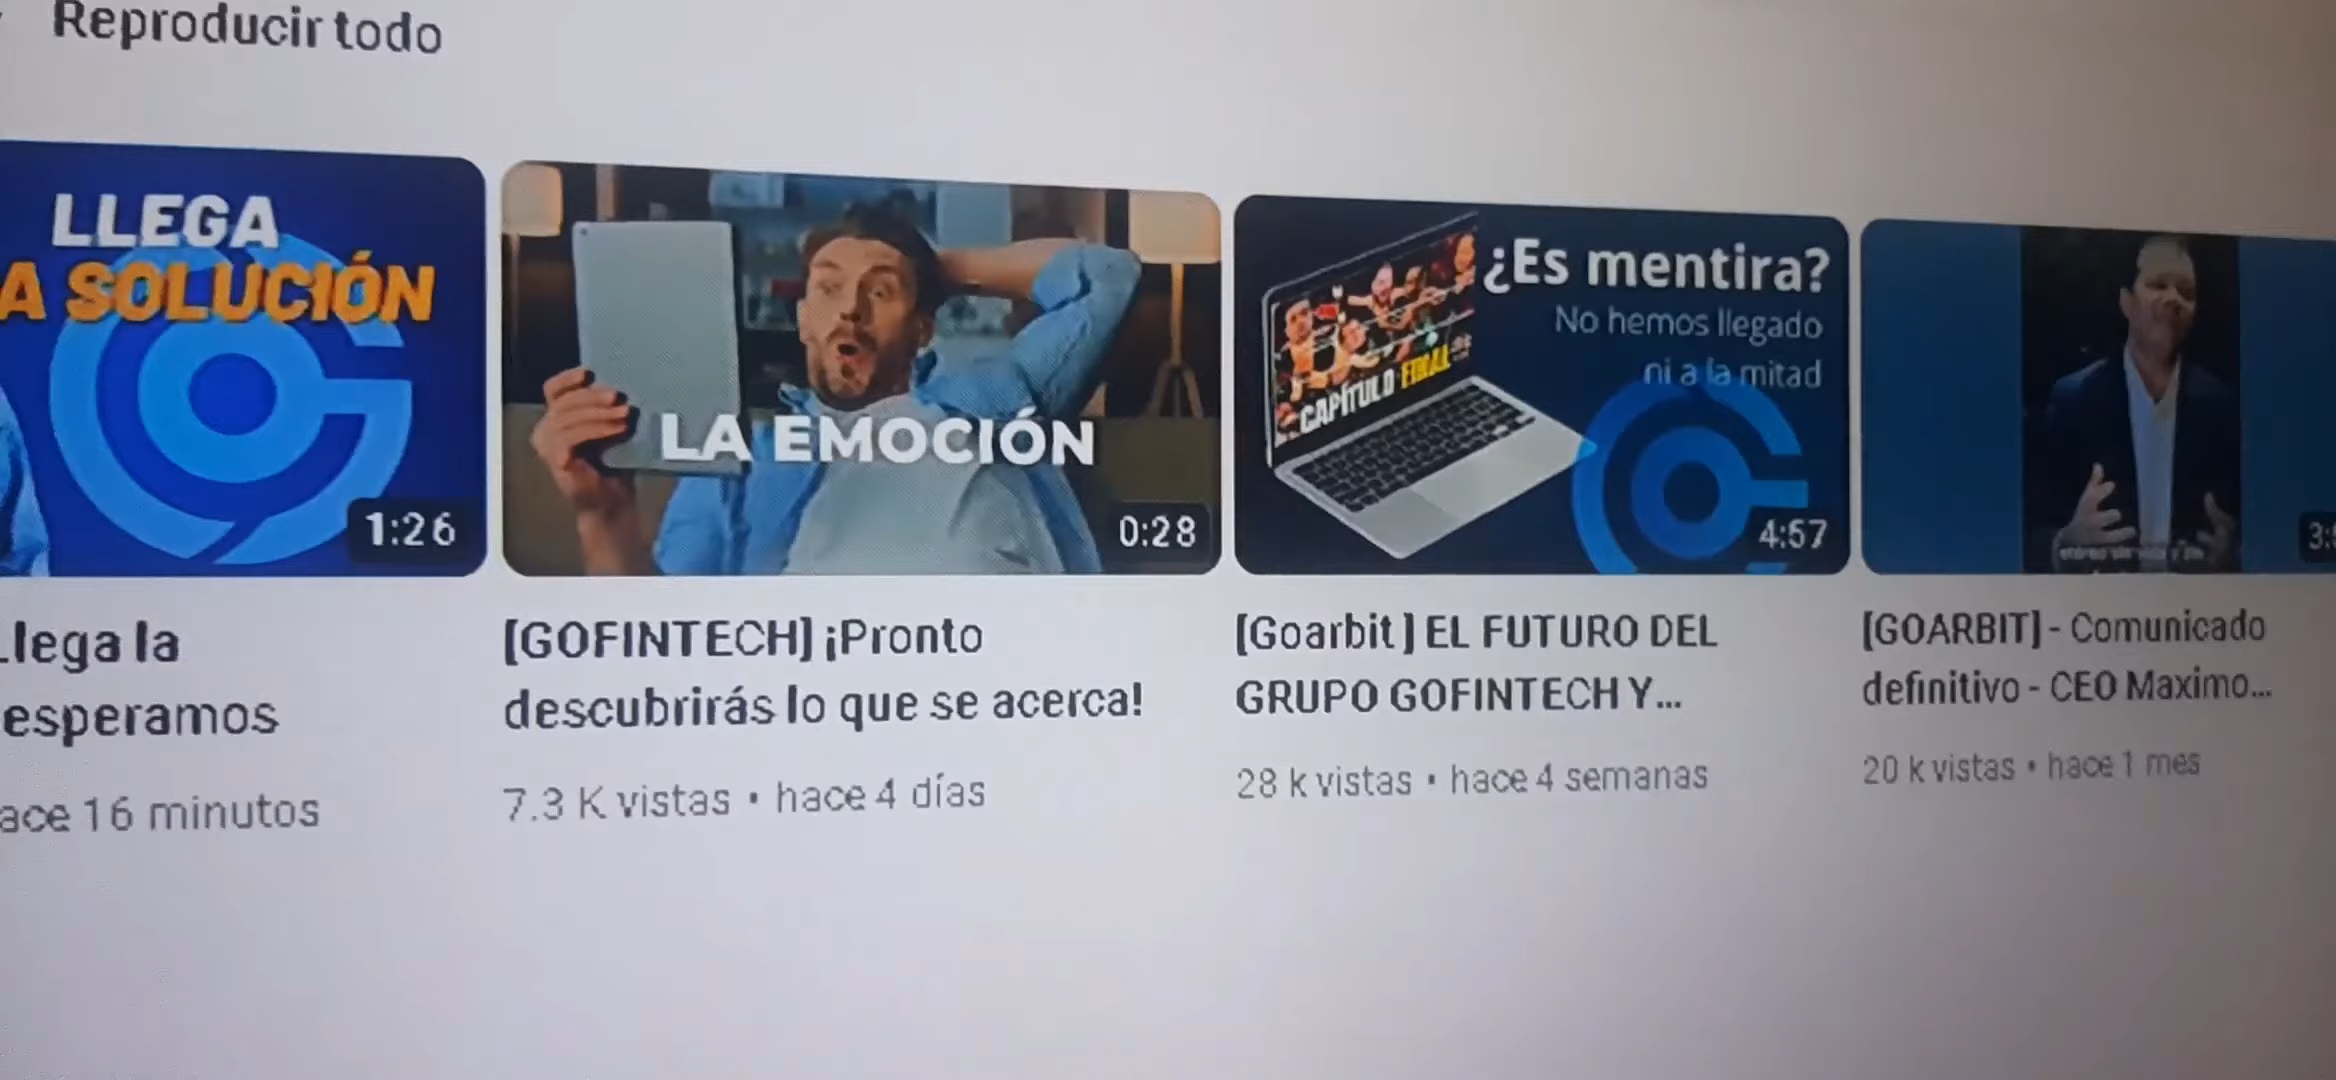 Reproducir todo
LLEGA
A SOLUCIÓN
1:26
LA EMOCIÓN
0:28
¿Es mentira?
No hemos llegado
ni a la mitad
CAPÍTULO FINAL
4:57
Llega la
esperamos
ace 16 minutos
[GOFINTECH] ¡Pronto
descubrirás lo que se acerca!
7.3 K vistas • hace 4 días
[Goarbit ] EL FUTURO DEL
GRUPO GOFINTECH Y...
28 k vistas • hace 4 semanas
[GOARBIT] - Comunicado
definitivo - CEO Maximo...
20 k vistas • hace 1 mes